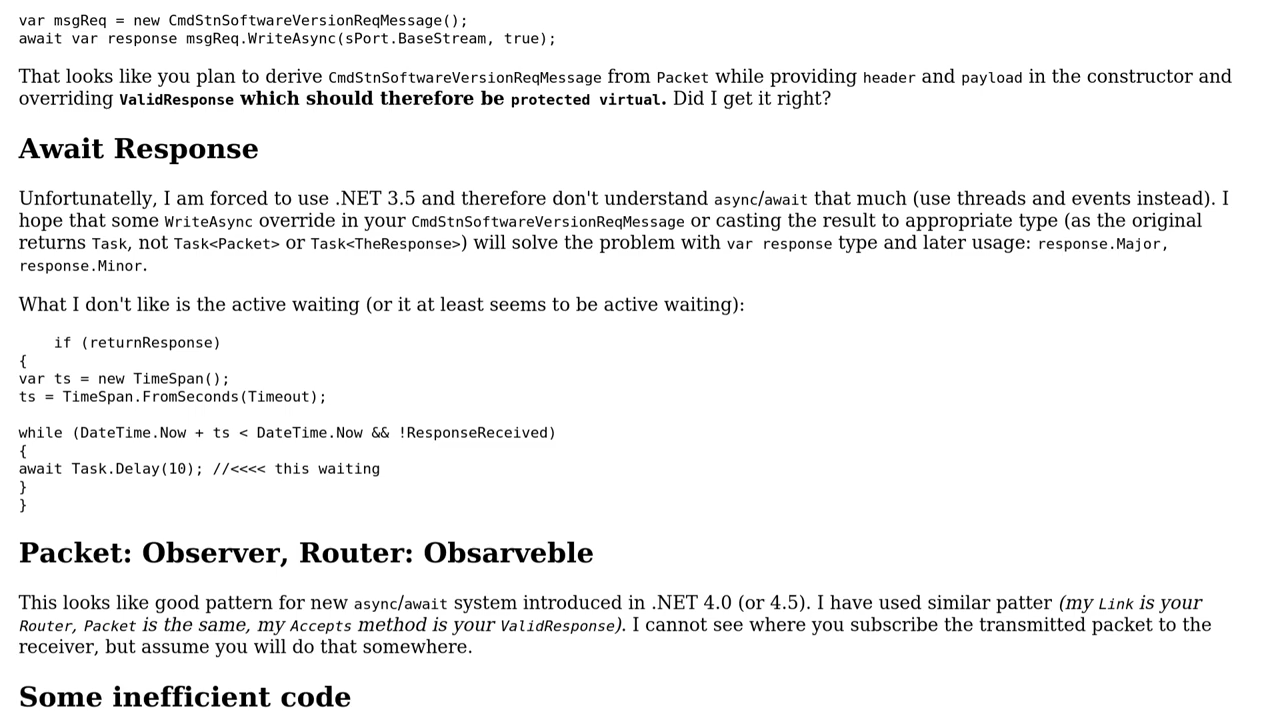 var msgReq = new CmdStnSoftwareVersionReqMessage();
await var response msgReq.WriteAsync(sPort.BaseStream, true);
That looks like you plan to derive CmdStnSoftwareVersionReqMessage from Packet while providing header and payload in the constructor and
overriding ValidResponse which should therefore be protected virtual. Did I get it right?
Await Response
Unfortunatelly, I am forced to use .NET 3.5 and therefore don't understand async/await that much (use threads and events instead). I
hope that some WriteAsync override in your CmdStnSoftwareVersionReqMessage or casting the result to appropriate type (as the original
returns Task, not Task<Packet> or Task<TheResponse>) will solve the problem with var response type and later usage: response.Major,
response.Minor.
What I don't like is the active waiting (or it at least seems to be active waiting):
if (returnResponse)
{
var ts = new TimeSpan();
ts = TimeSpan.FromSeconds(Timeout);
while (DateTime.Now + ts < DateTime.Now && !ResponseReceived)
{
await Task.Delay(10); //<<<< this waiting
}
}
Packet: Observer, Router: Obsarveble
This looks like good pattern for new async/await system introduced in .NET 4.0 (or 4.5). I have used similar patter (my Link is your
Router, Packet is the same, my Accepts method is your ValidResponse). I cannot see where you subscribe the transmitted packet to the
receiver, but assume you will do that somewhere.
Some inefficient code